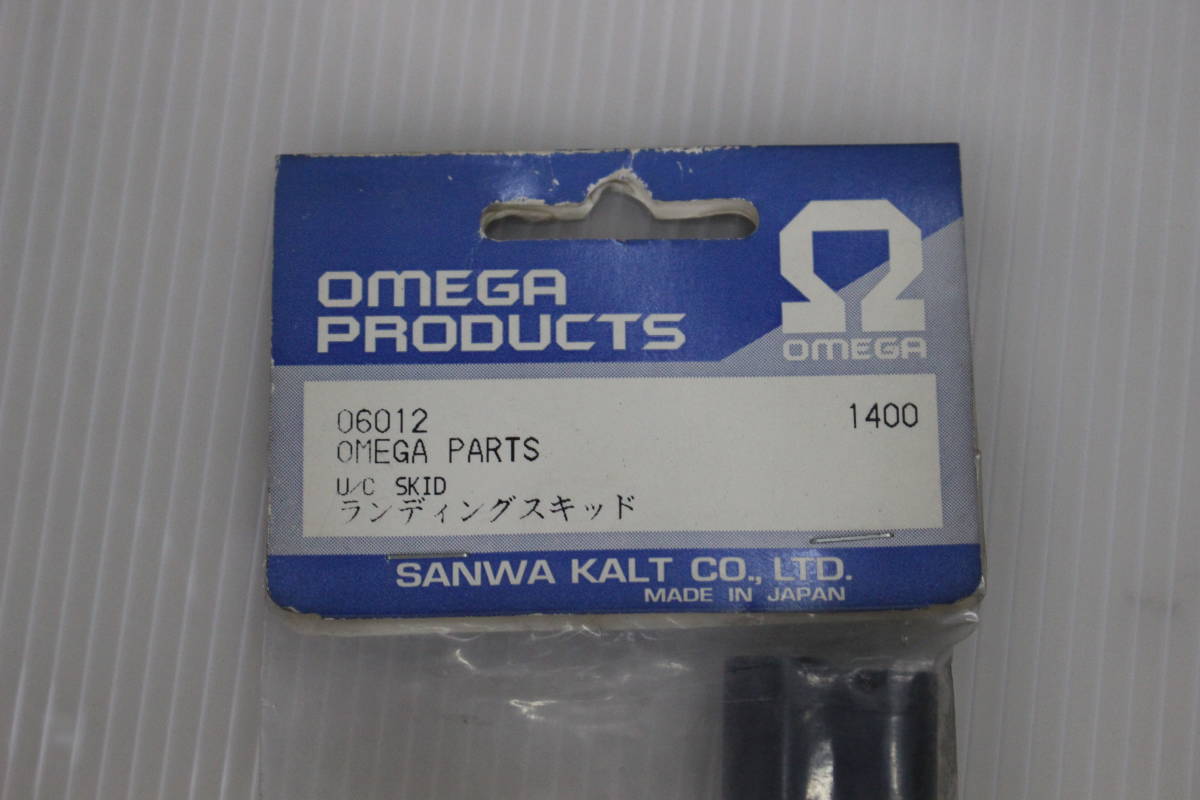 OMEGA
PRODUCTS
OMEGA
06012
1400
OMEGA PARTS
U/C SKID
ランディングスキッド
SANWA KALT CO., LTD.
MADE IN JAPAN